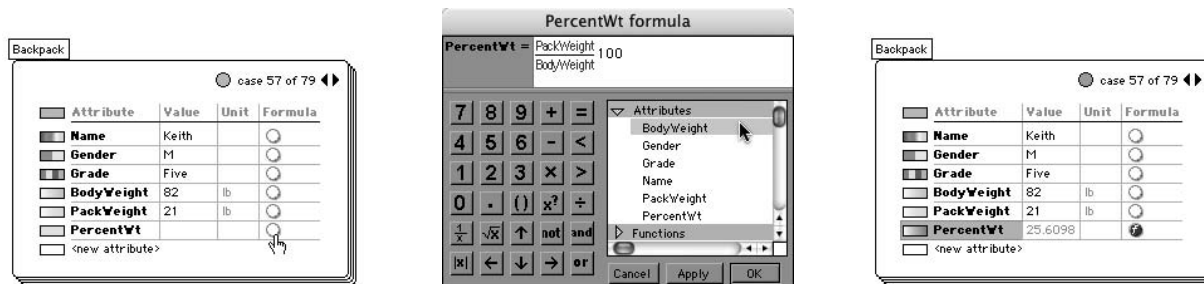 Backpack
case 57 of 79
Attribute Value Unit Formula
Name Keith
Gender M
Grade Five
BodyWeight 82 lb
PackWeight 21 lb
PercentWt
<new attribute>
PercentWt formula
PercentWt = PackWeight
BodyWeight 100
7 8 9 + =
4 5 6 - <
1 2 3 × >
0 . () x? ÷
1/x √x ↑ not and
|x| ← ↓ → or
Attributes
BodyWeight
Gender
Grade
Name
PackWeight
PercentWt
Functions
Cancel Apply OK
Backpack
case 57 of 79
Attribute Value Unit Formula
Name Keith
Gender M
Grade Five
BodyWeight 82 lb
PackWeight 21 lb
PercentWt 25.6098
<new attribute>